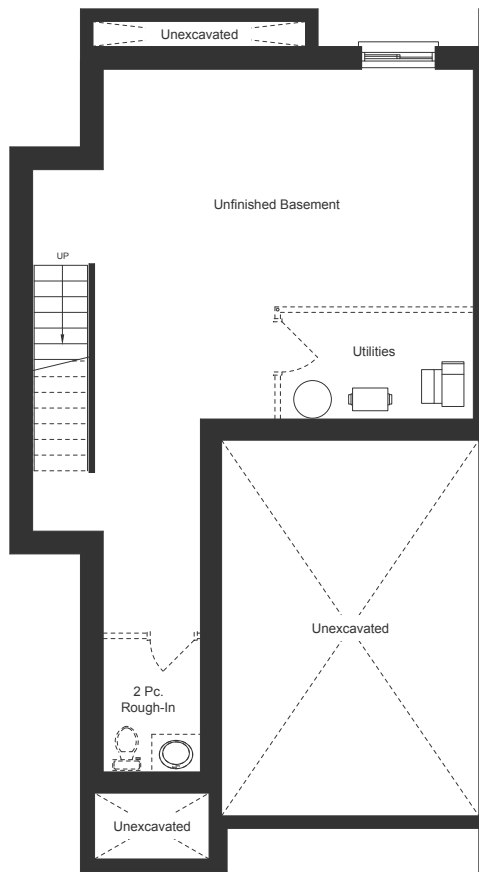 Unexcavated
Unfinished Basement
UP
Utilities
Unexcavated
2 Pc.
Rough-In
Unexcavated